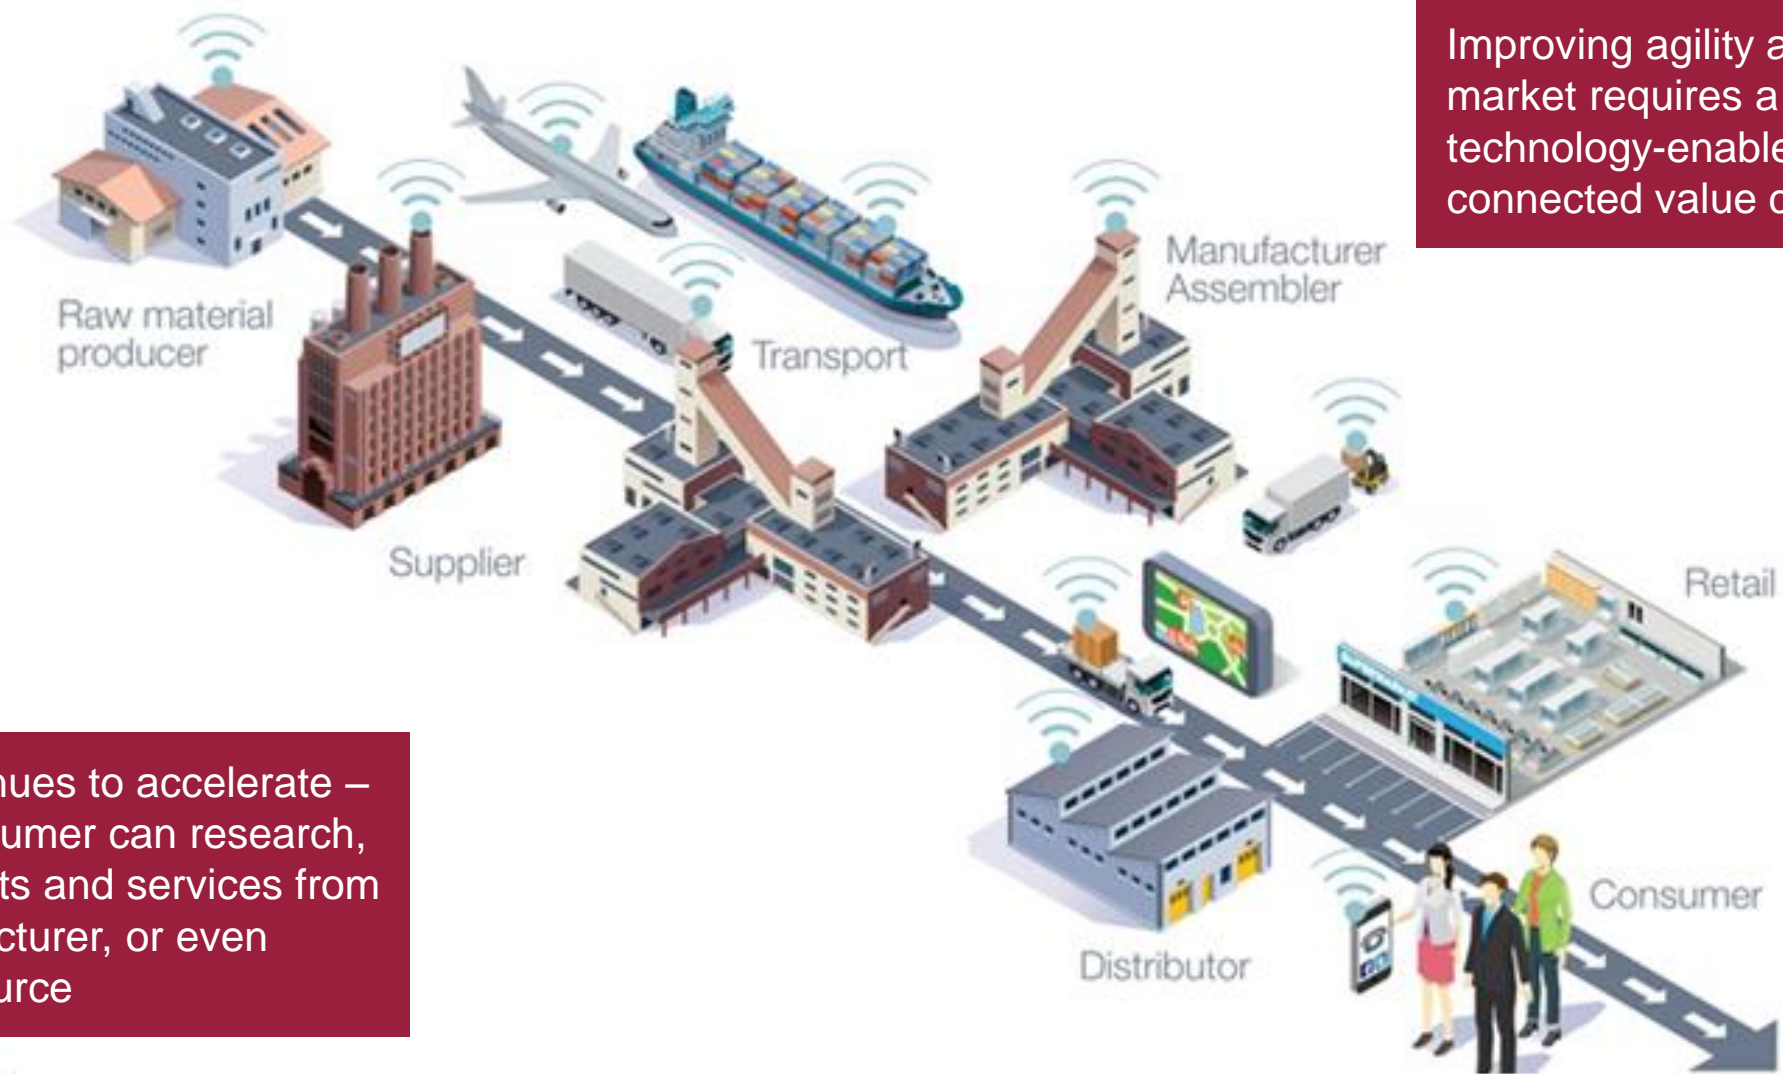 Improving agility a
market requires a
technology-enable
connected value c
Manufacturer
Assembler
Raw material
producer
Transport
Supplier
Retail
nues to accelerate –
umer can research,
ts and services from
cturer, or even
urce
Consumer
Distributor